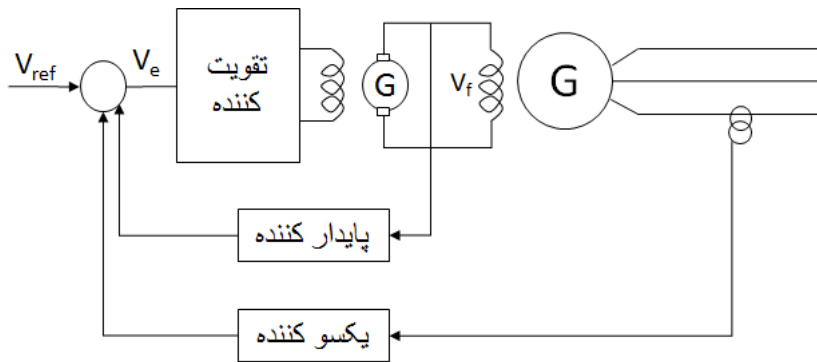 V_ref
V_e
تقویت
کننده
G
V_f
G
پایدار کننده
یکسو کننده